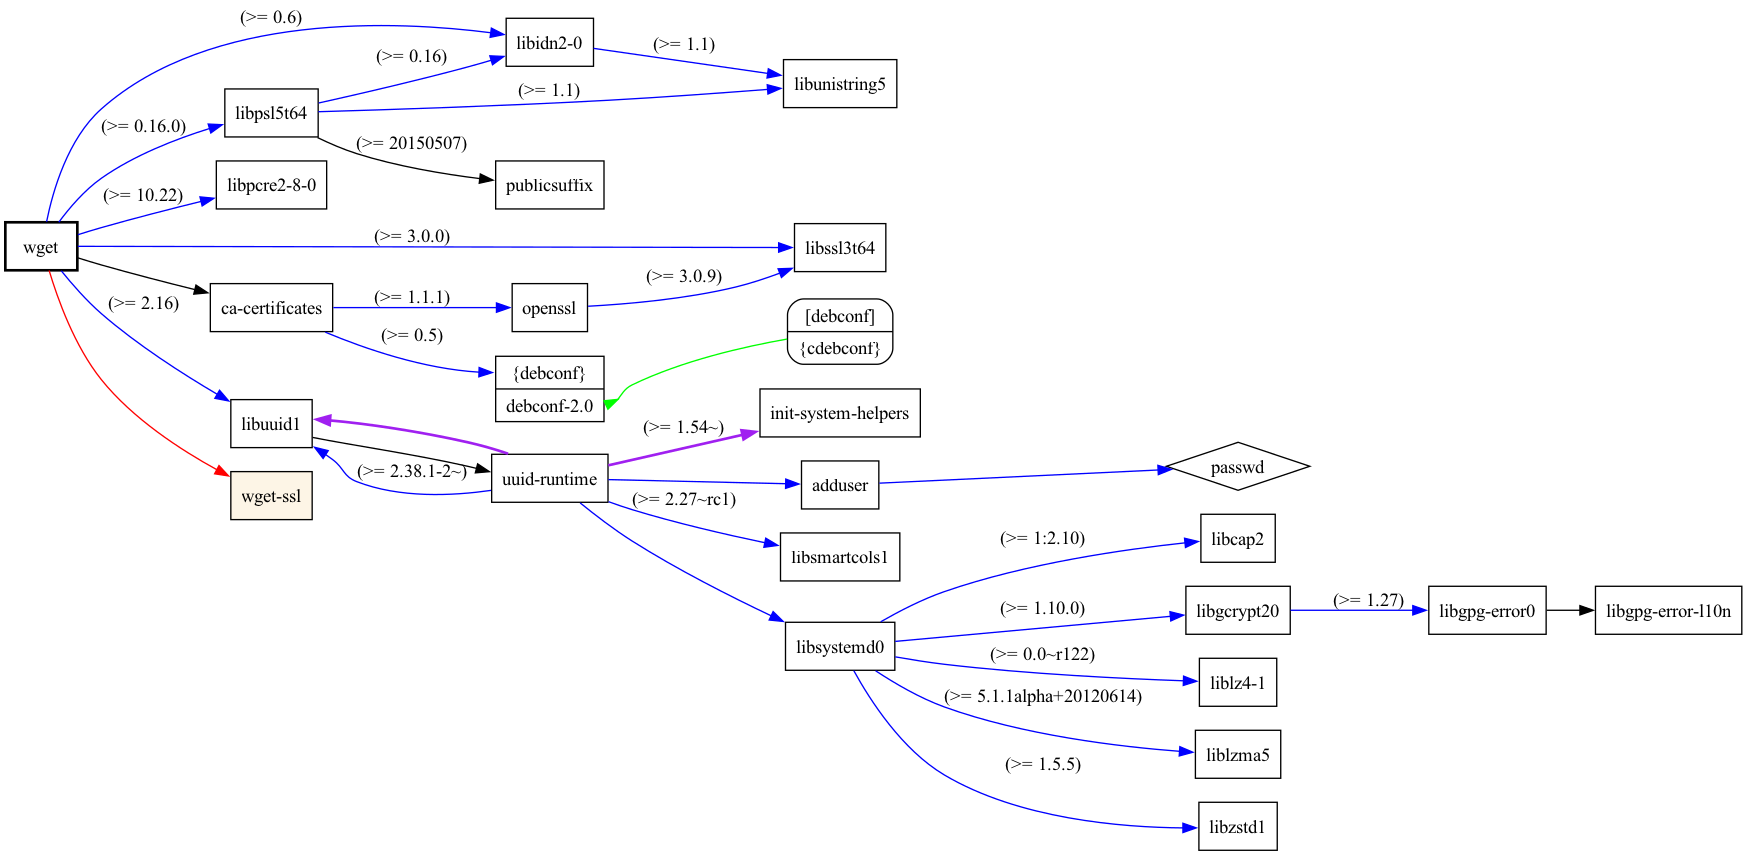 (>= 0.6)
libidn2-0
(>= 1.1)
(>= 0.16)
libunistring5
(>= 1.1)
libpsl5t64
(>= 0.16.0)
(>= 20150507)
libpcre2-8-0
publicsuffix
(>= 10.22)
wget
(>= 3.0.0)
libssl3t64
(>= 3.0.9)
(>= 2.16)
ca-certificates
(>= 1.1.1)
openssl
[debconf]
{cdebconf}
(>= 0.5)
{debconf}
debconf-2.0
init-system-helpers
libuuid1
(>= 1.54~)
(>= 2.38.1-2~)
uuid-runtime
adduser
passwd
wget-ssl
(>= 2.27~rc1)
libsmartcols1
(>= 1:2.10)
libcap2
(>= 1.10.0)
libgcrypt20
(>= 1.27)
libgpg-error0
libgpg-error-l10n
libsystemd0
(>= 0.0~r122)
liblz4-1
(>= 5.1.1alpha+20120614)
liblzma5
(>= 1.5.5)
libzstd1